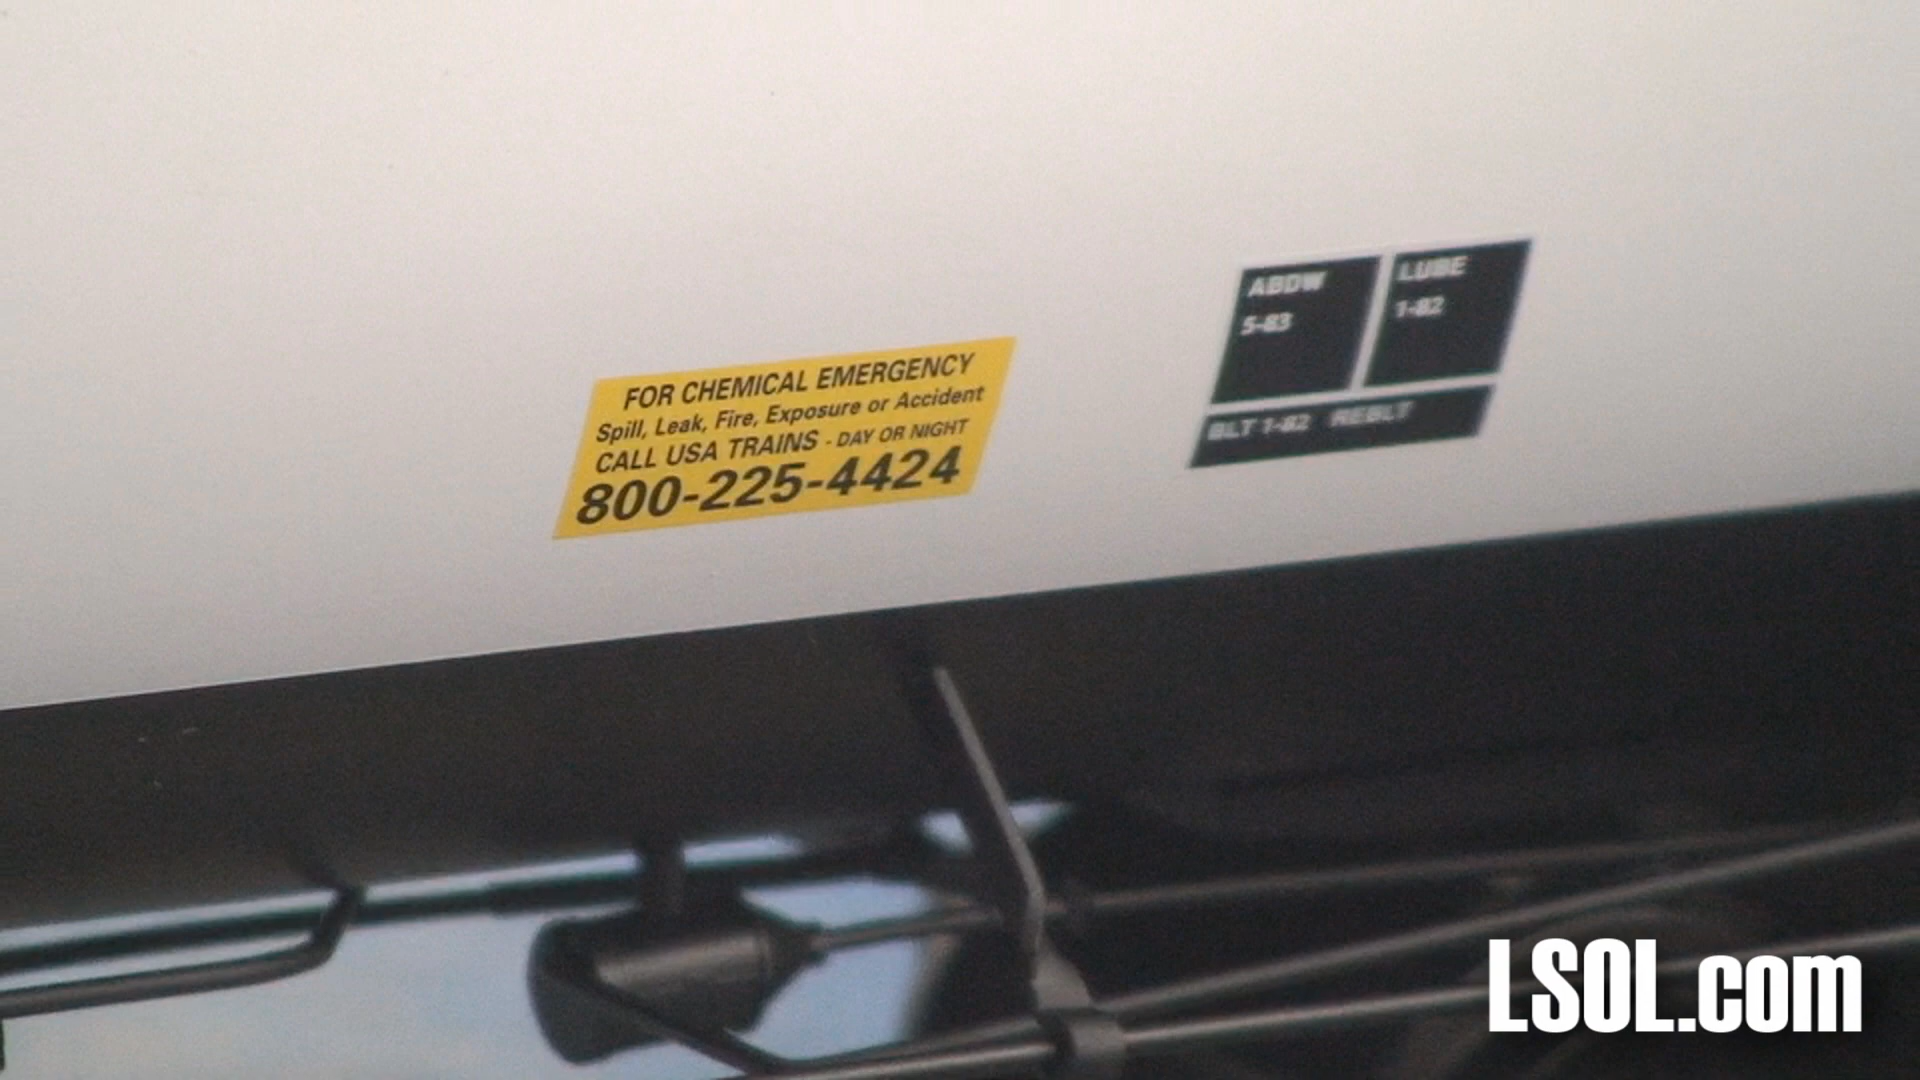 FOR CHEMICAL EMERGENCY
Spill, Leak, Fire, Exposure or Accident
CALL USA TRAINS - DAY OR NIGHT
800-225-4424
ABDW
5-83
LUBE
1-82
BLT 1-82 REBLT
LSOL.com